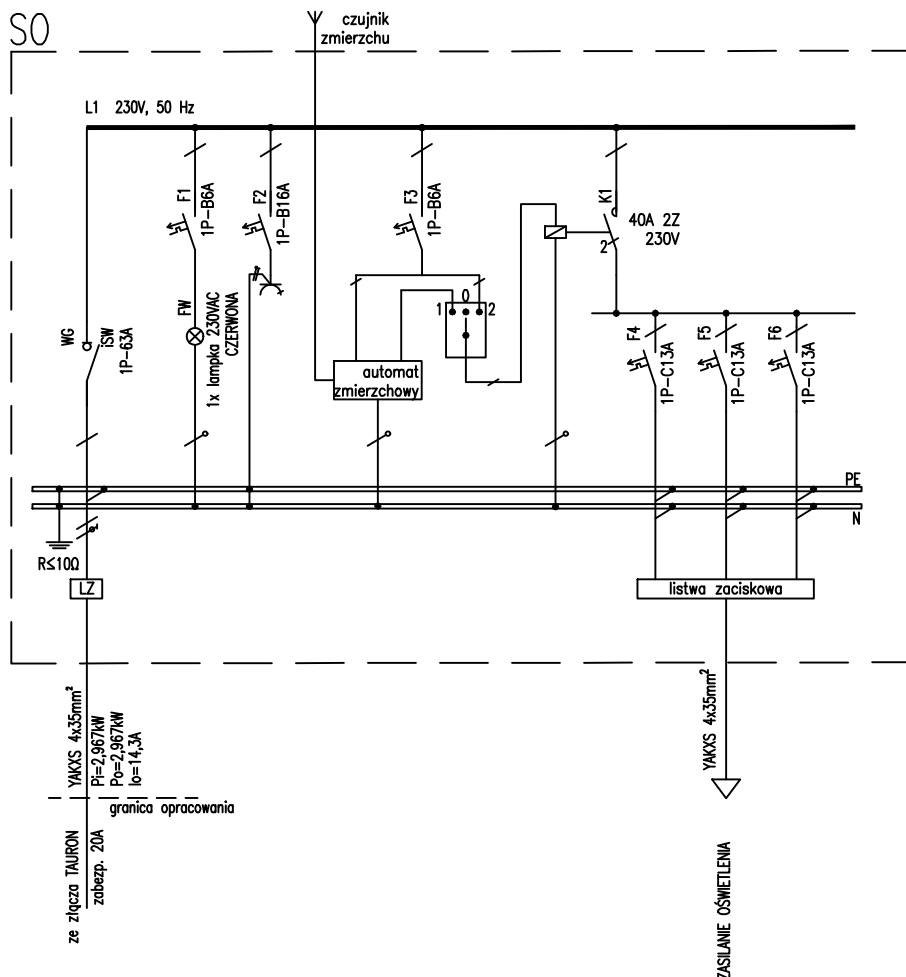 SO
czujnik
zmierzchu
L1 230V, 50 Hz
WG
ISW
1P-63A
F1
1P-B6A
F2
1P-B16A
F3
1P-B6A
K1
40A 2Z
230V
2
FW
1x lampka 230VAC
CZERWONA
1 0 2
automat
zmierzchowy
F4
1P-C13A
F5
1P-C13A
F6
1P-C13A
PE
N
R≤10Ω
LZ
listwa zaciskowa
YAKXS 4x35mm²
Pi=2,967kW
Po=2,967kW
Io=14,3A
granica opracowania
ze złącza TAURON
zabezp. 20A
YAKXS 4x35mm²
ZASILANIE OŚWIETLENIA